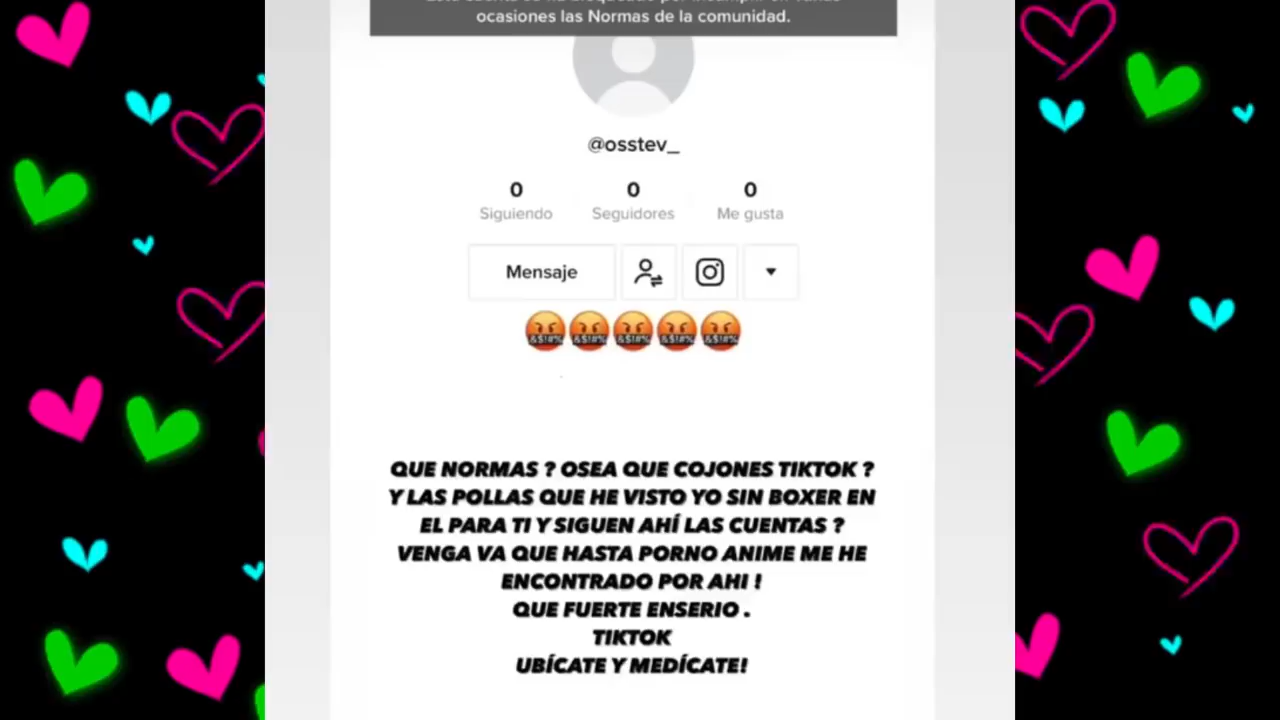 ocasiones las Normas de la comunidad.
@osstev_
0 0 0
Siguiendo Seguidores Me gusta
Mensaje
&$!#% &$!#% &$!#% &$!#% &$!#%
QUE NORMAS ? OSEA QUE COJONES TIKTOK ?
Y LAS POLLAS QUE HE VISTO YO SIN BOXER EN
EL PARA TI Y SIGUEN AHÍ LAS CUENTAS ?
VENGA VA QUE HASTA PORNO ANIME ME HE
ENCONTRADO POR AHI !
QUE FUERTE ENSERIO .
TIKTOK
UBÍCATE Y MEDÍCATE!